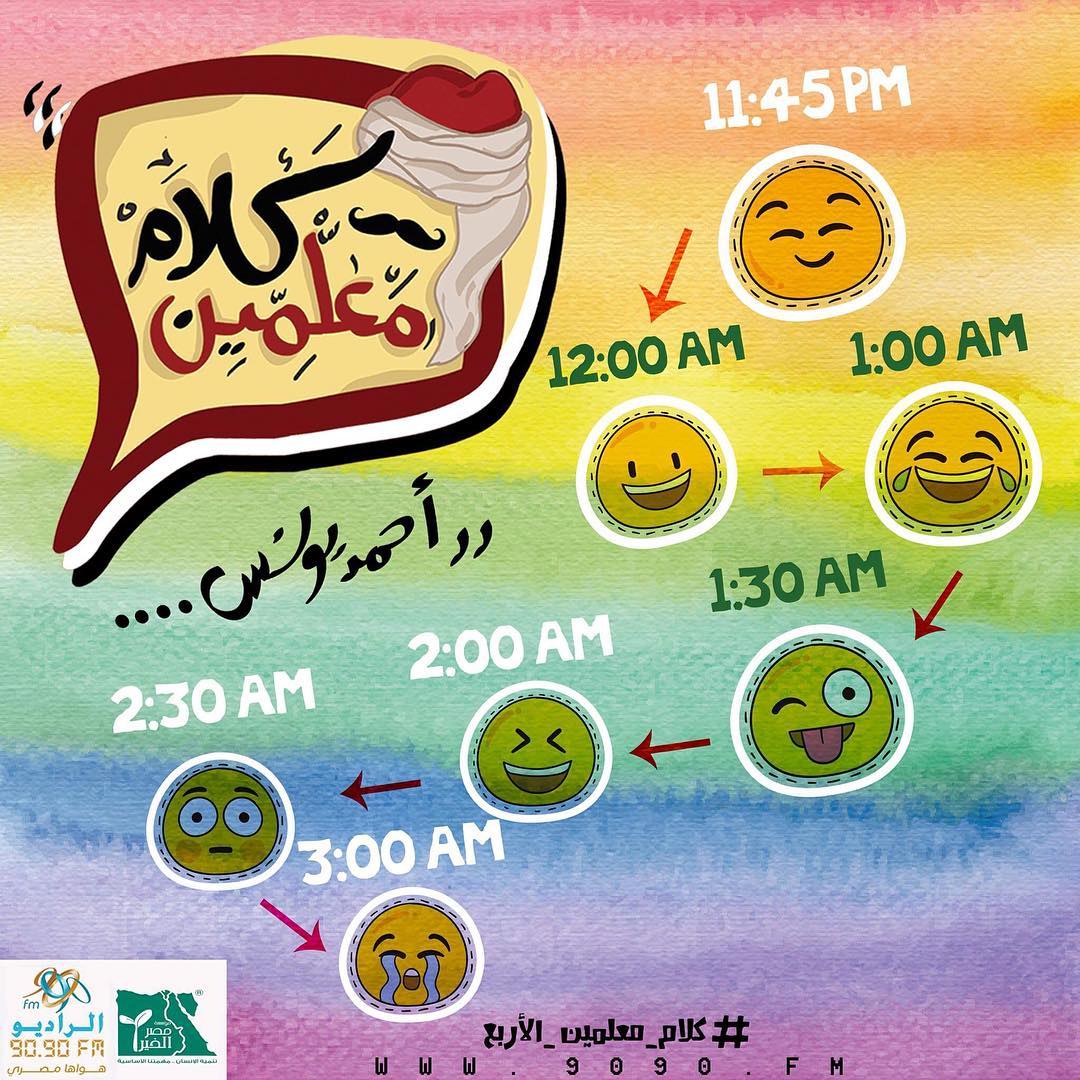 كلام
معلمين
11:45 PM
12:00 AM
1:00 AM
د.أحمد يونس....
1:30 AM
2:00 AM
2:30 AM
3:00 AM
#كلام_معلمين_الأربع
WWW.9090.FM
fm
الراديو
90.90 FM
هواها مصري
مصر
الخير
تنمية الإنسان .. مهمتنا الأساسية